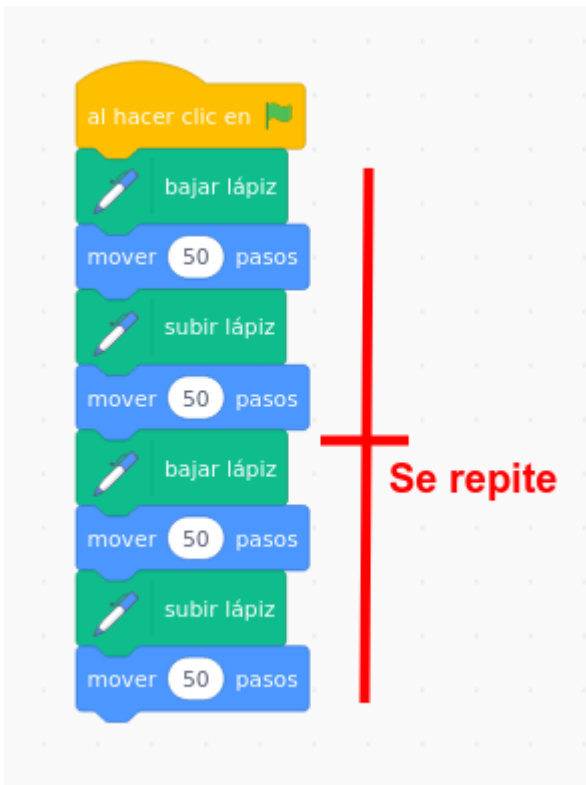 al hacer clic en
bajar lápiz
mover 50 pasos
subir lápiz
mover 50 pasos
bajar lápiz
Se repite
mover 50 pasos
subir lápiz
mover 50 pasos